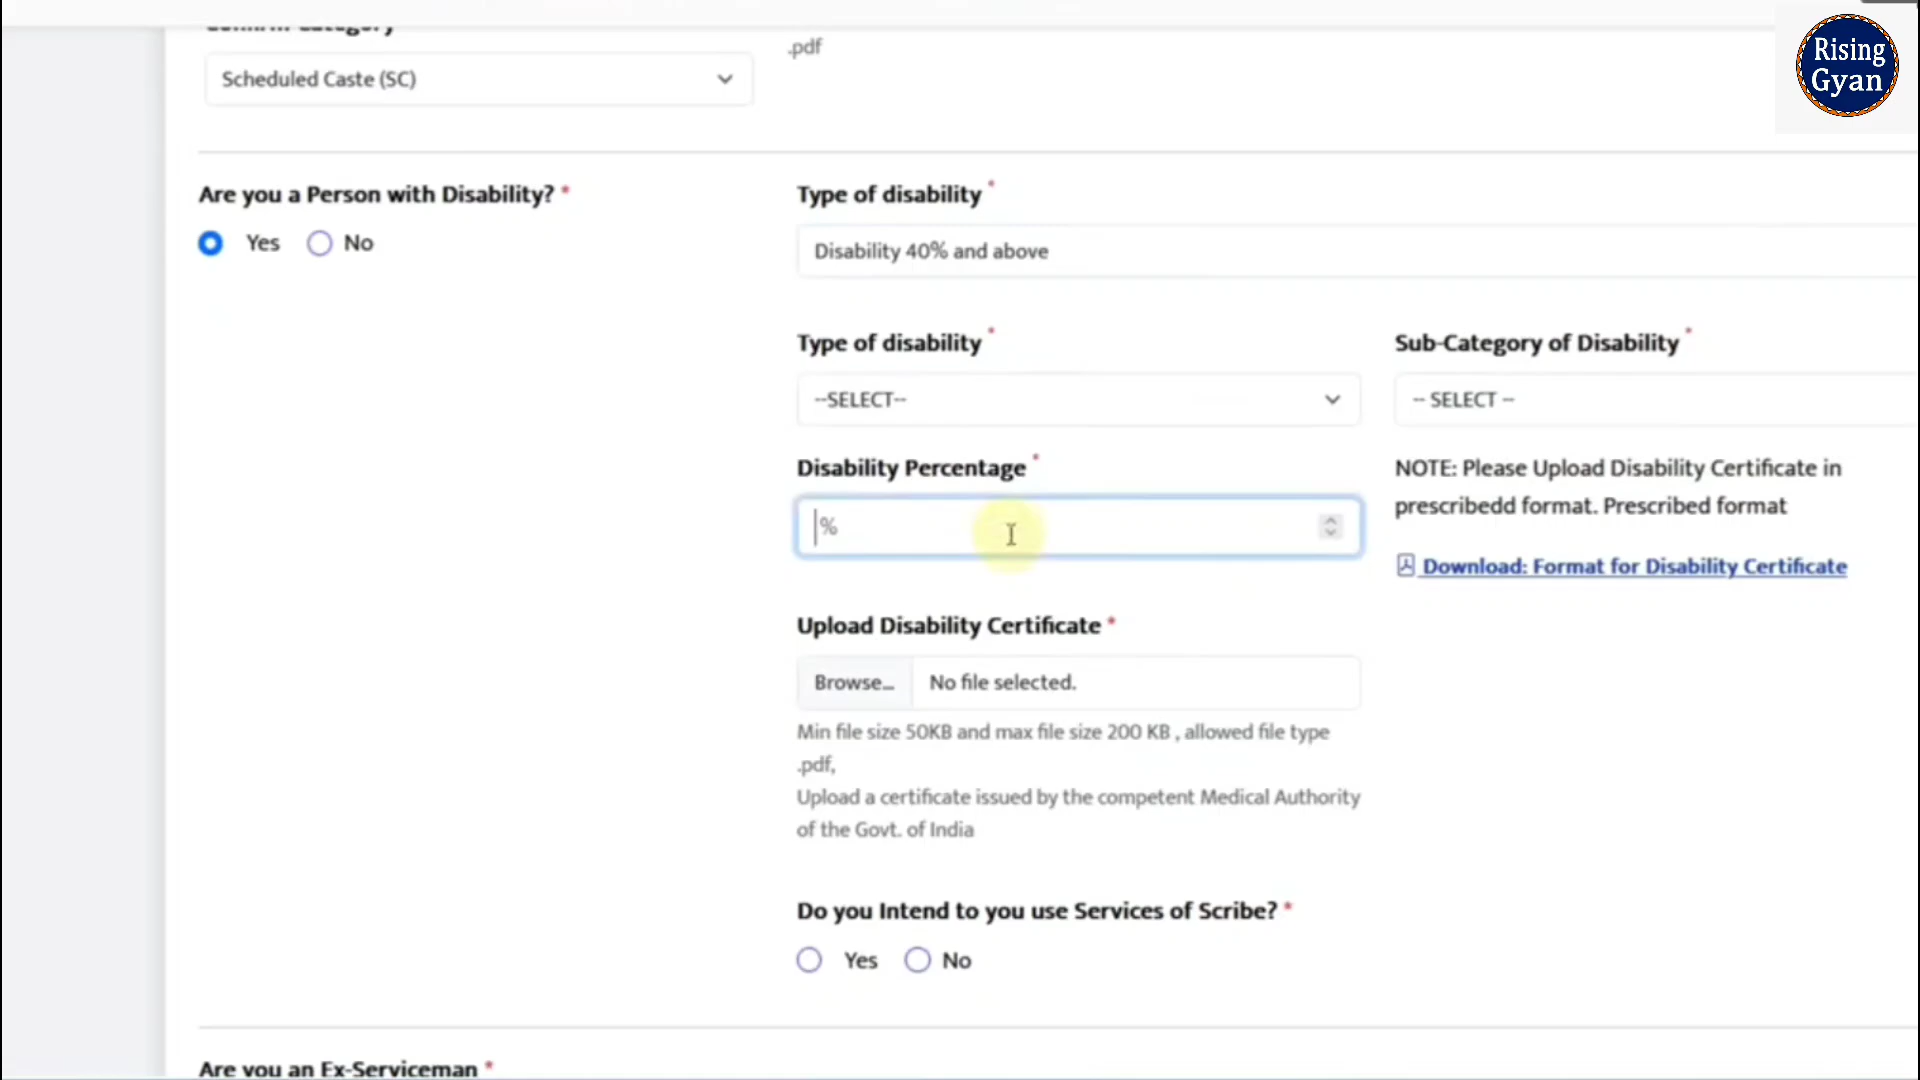 Confirm Category
.pdf
Scheduled Caste (SC)
Rising
Gyan
Are you a Person with Disability? *
Yes No
Type of disability *
Disability 40% and above
Type of disability *
--SELECT--
Sub-Category of Disability *
-- SELECT --
Disability Percentage *
%
NOTE: Please Upload Disability Certificate in
prescribedd format. Prescribed format
Download: Format for Disability Certificate
Upload Disability Certificate *
Browse... No file selected.
Min file size 50KB and max file size 200 KB , allowed file type
.pdf,
Upload a certificate issued by the competent Medical Authority
of the Govt. of India
Do you Intend to you use Services of Scribe? *
Yes No
Are you an Ex-Serviceman *